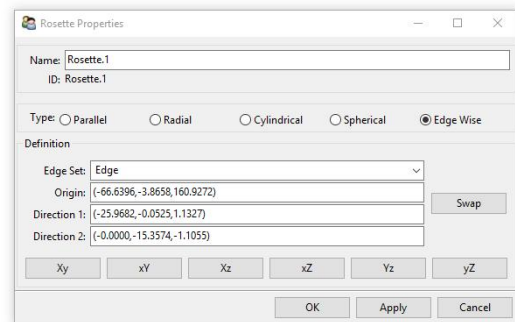 Rosette Properties
Name: Rosette.1
ID: Rosette.1
Type: Parallel Radial Cylindrical Spherical Edge Wise
Definition
Edge Set: Edge
Origin: (-66.6396,-3.8658,160.9272)
Direction 1: (-25.9682,-0.0525,1.1327)
Swap
Direction 2: (-0.0000,-15.3574,-1.1055)
Xy xY Xz xZ Yz yZ
OK Apply Cancel